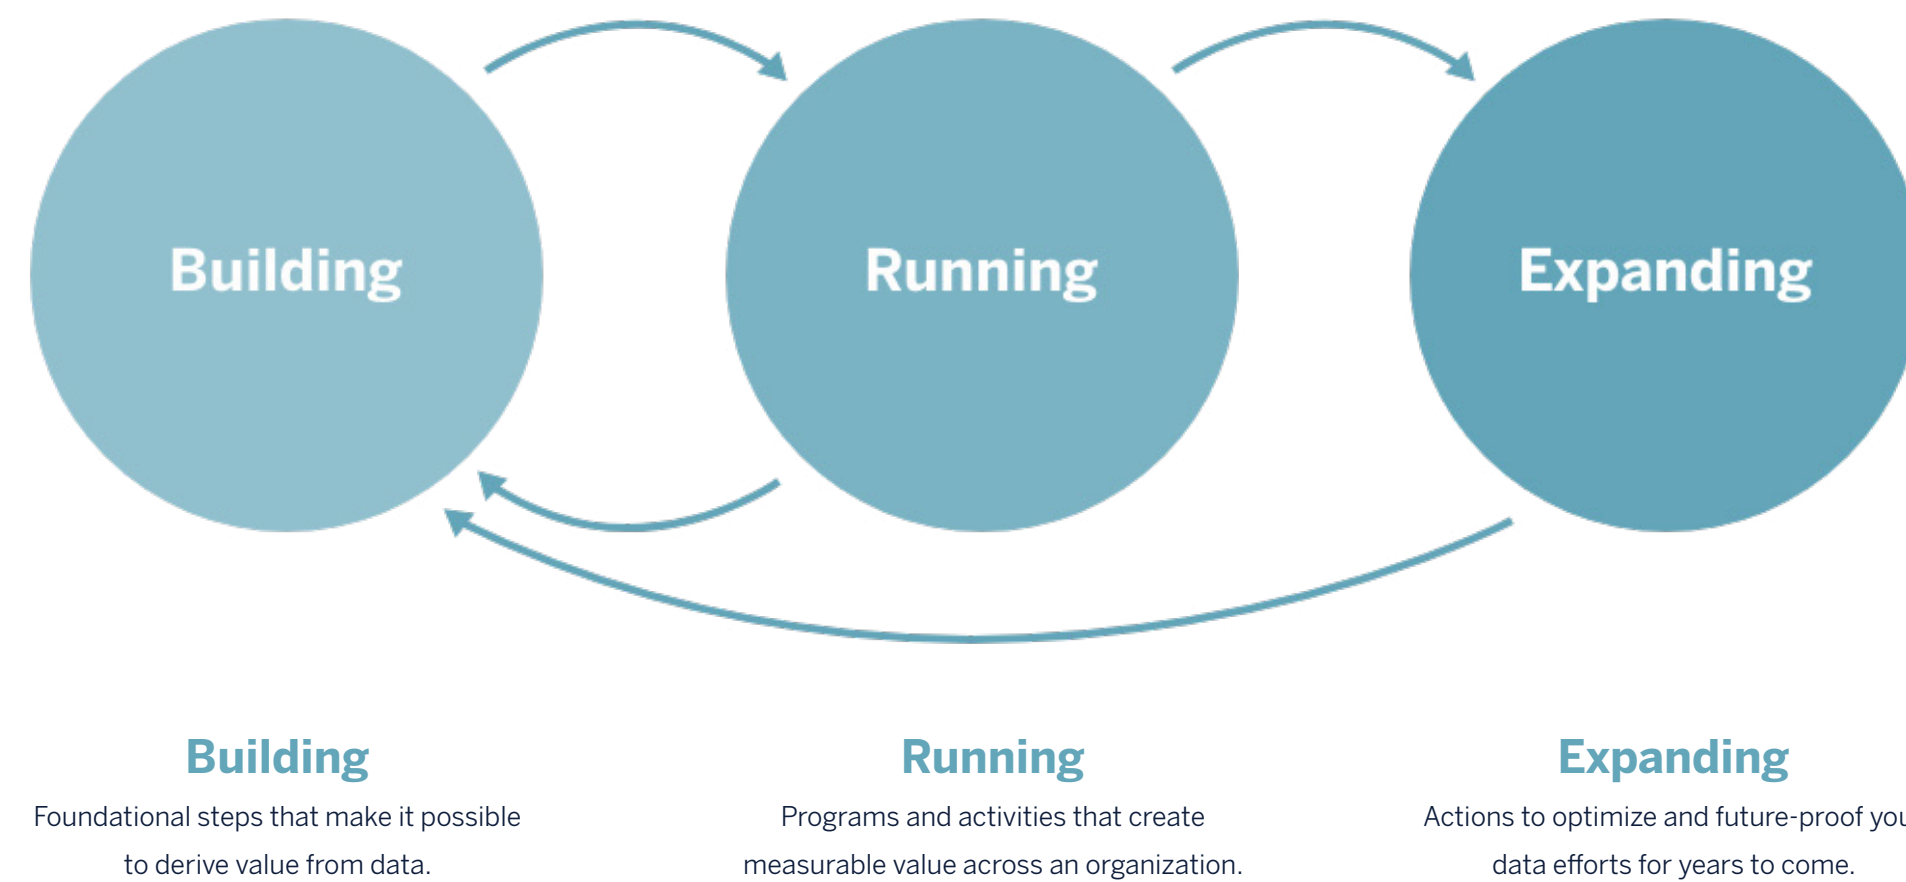 Building
Running
Expanding
Building
Foundational steps that make it possible
to derive value from data.
Running
Programs and activities that create
measurable value across an organization.
Expanding
Actions to optimize and future-proof
data efforts for years to come.